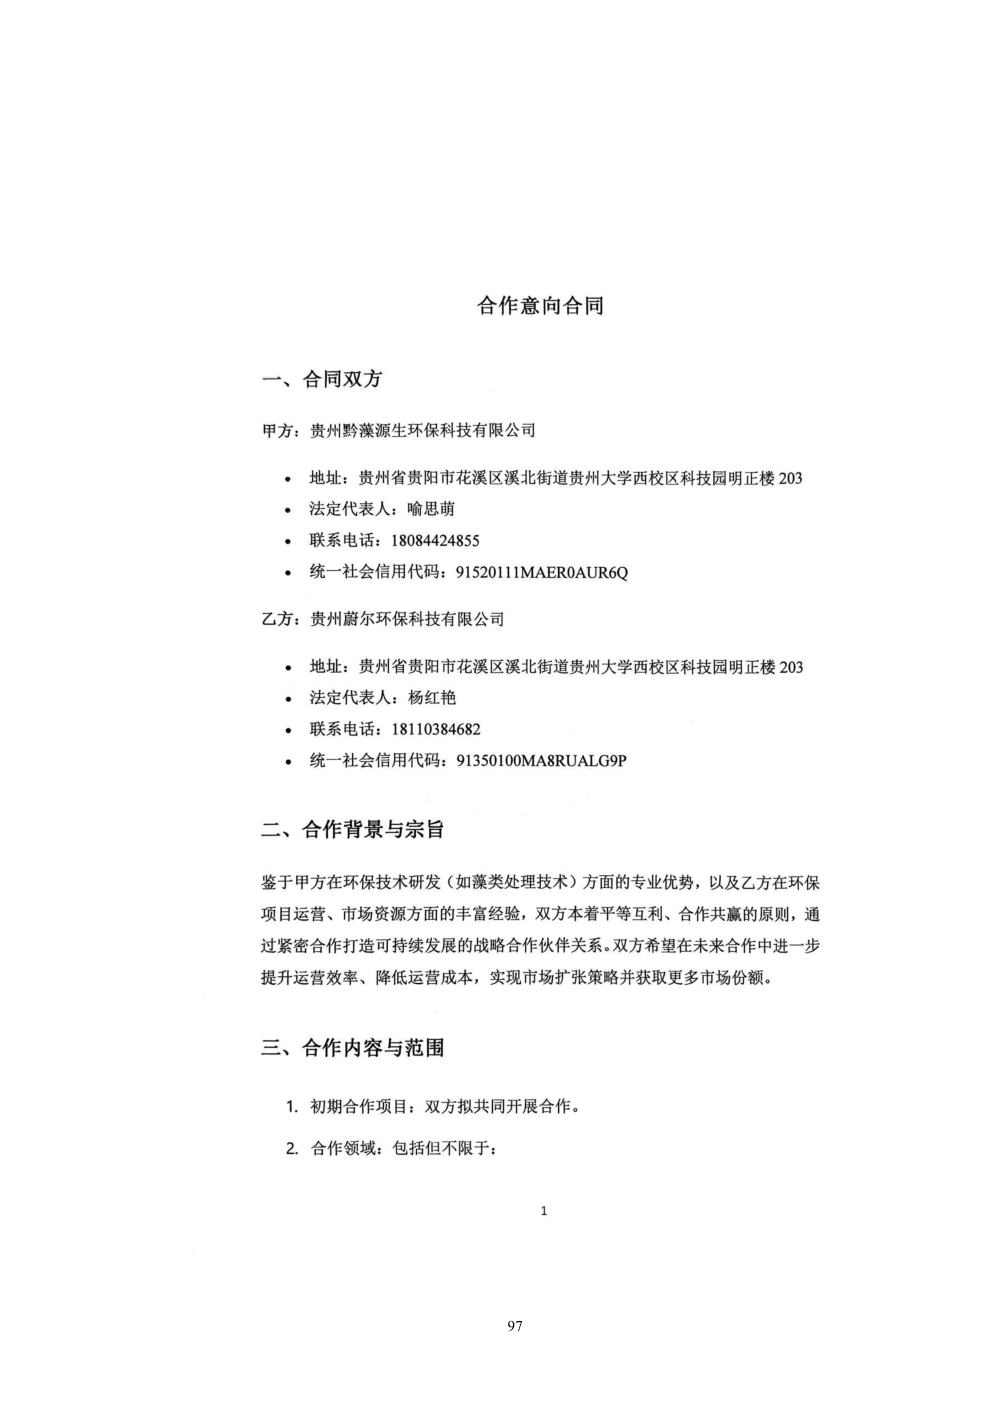 合作意向合同
一、合同双方
甲方：贵州黔藻源生环保科技有限公司
• 地址：贵州省贵阳市花溪区溪北街道贵州大学西校区科技园明正楼 203
• 法定代表人：喻思萌
• 联系电话：18084424855
• 统一社会信用代码：91520111MAER0AUR6Q
乙方：贵州蔚尔环保科技有限公司
• 地址：贵州省贵阳市花溪区溪北街道贵州大学西校区科技园明正楼 203
• 法定代表人：杨红艳
• 联系电话：18110384682
• 统一社会信用代码：91350100MA8RUALG9P
二、合作背景与宗旨
鉴于甲方在环保技术研发（如藻类处理技术）方面的专业优势，以及乙方在环保
项目运营、市场资源方面的丰富经验，双方本着平等互利、合作共赢的原则，通
过紧密合作打造可持续发展的战略合作伙伴关系。双方希望在未来合作中进一步
提升运营效率、降低运营成本，实现市场扩张策略并获取更多市场份额。
三、合作内容与范围
1. 初期合作项目：双方拟共同开展合作。
2. 合作领域：包括但不限于：
1
97